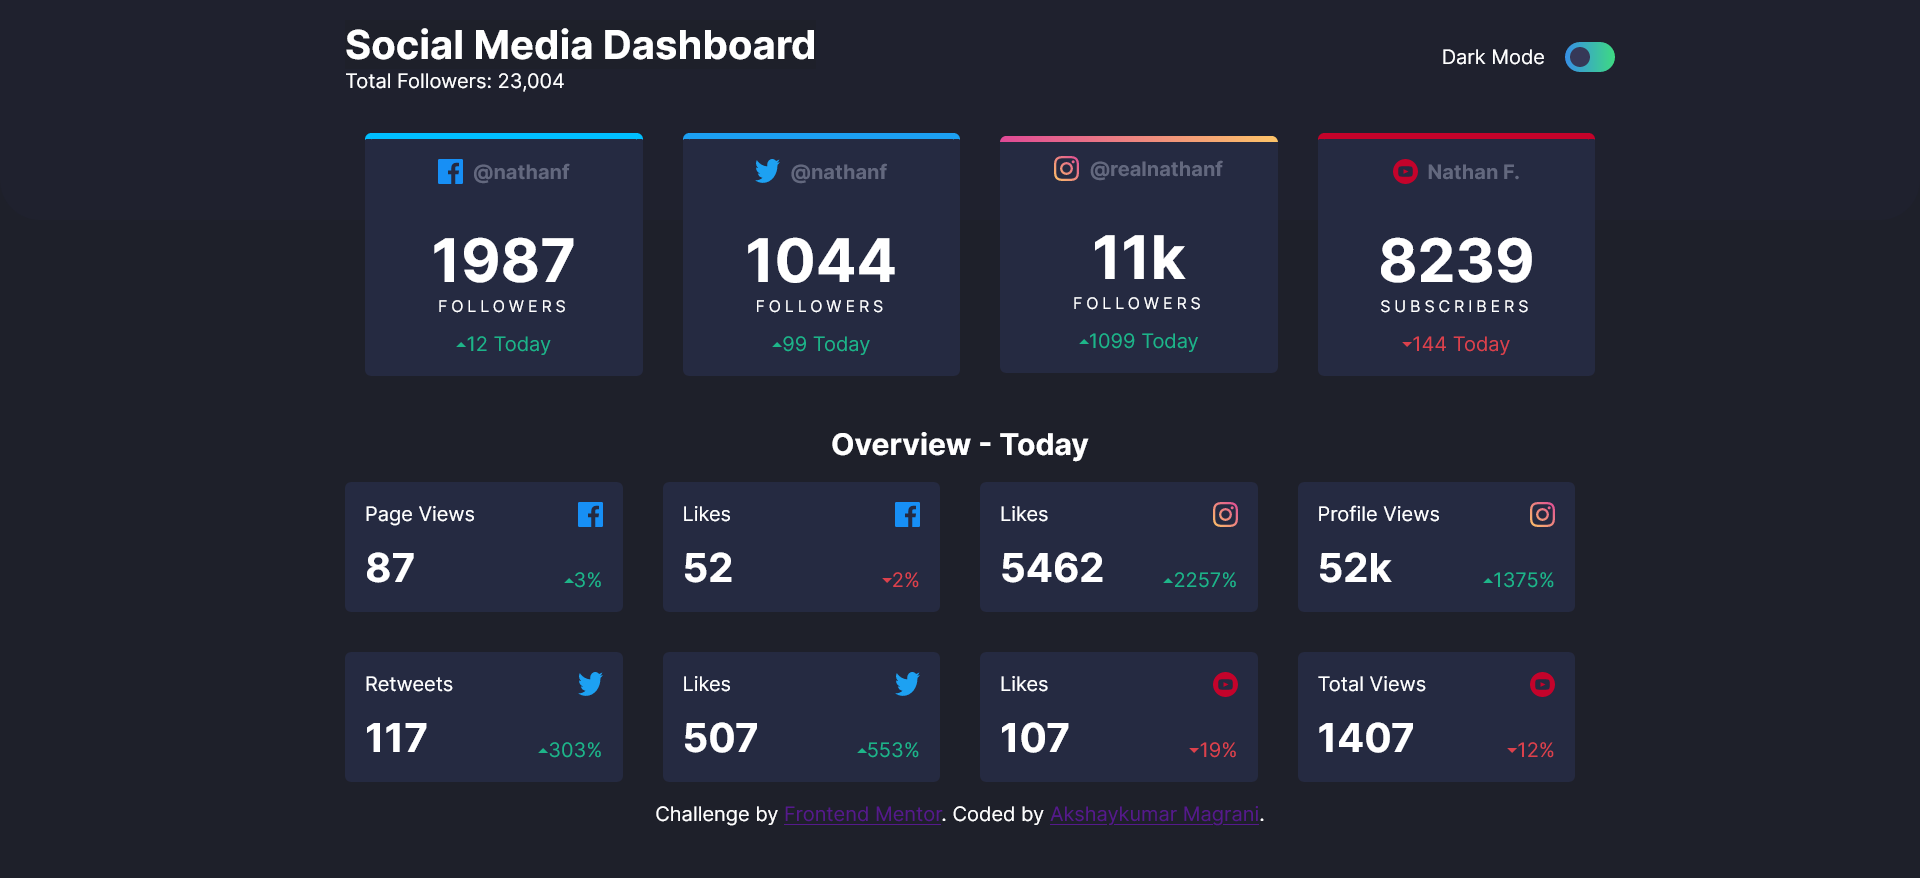 Social Media Dashboard
Total Followers: 23,004
Dark Mode
@nathanf
1987
FOLLOWERS
12 Today
@nathanf
1044
FOLLOWERS
99 Today
@realnathanf
11k
FOLLOWERS
1099 Today
Nathan F.
8239
SUBSCRIBERS
144 Today
Overview - Today
Page Views
87
3%
Likes
52
2%
Likes
5462
2257%
Profile Views
52k
1375%
Retweets
117
303%
Likes
507
553%
Likes
107
19%
Total Views
1407
12%
Challenge by Frontend Mentor. Coded by Akshaykumar Magrani.